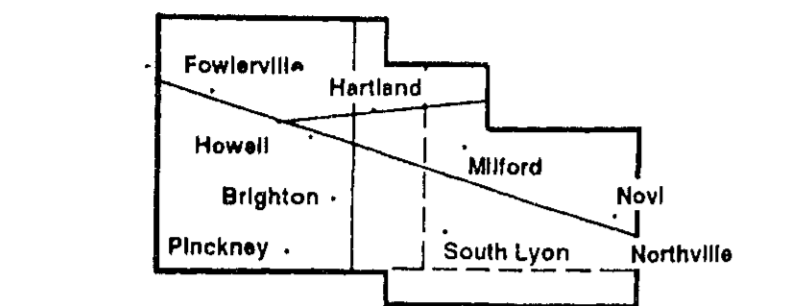 Fowlerville
Hartland
Howell
Milford
Brighton
Novi
Pinckney
South Lyon
Northville